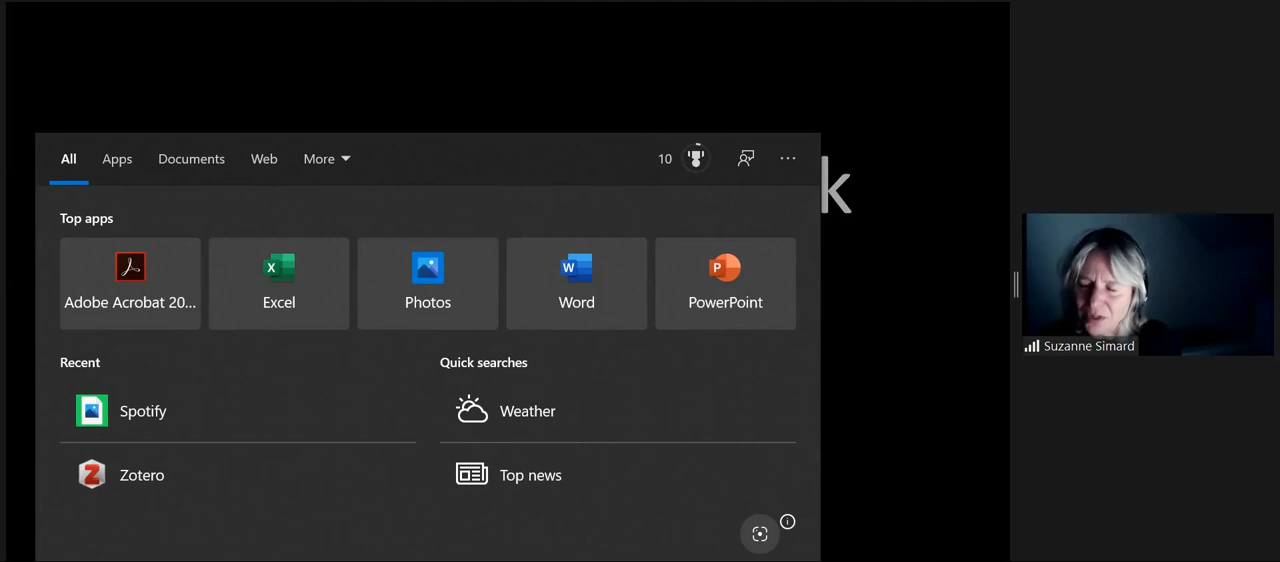 All Apps Documents Web More 10
k
Top apps
Adobe Acrobat 20... Excel Photos Word PowerPoint
Recent Quick searches
Spotify Weather
Zotero Top news
Suzanne Simard